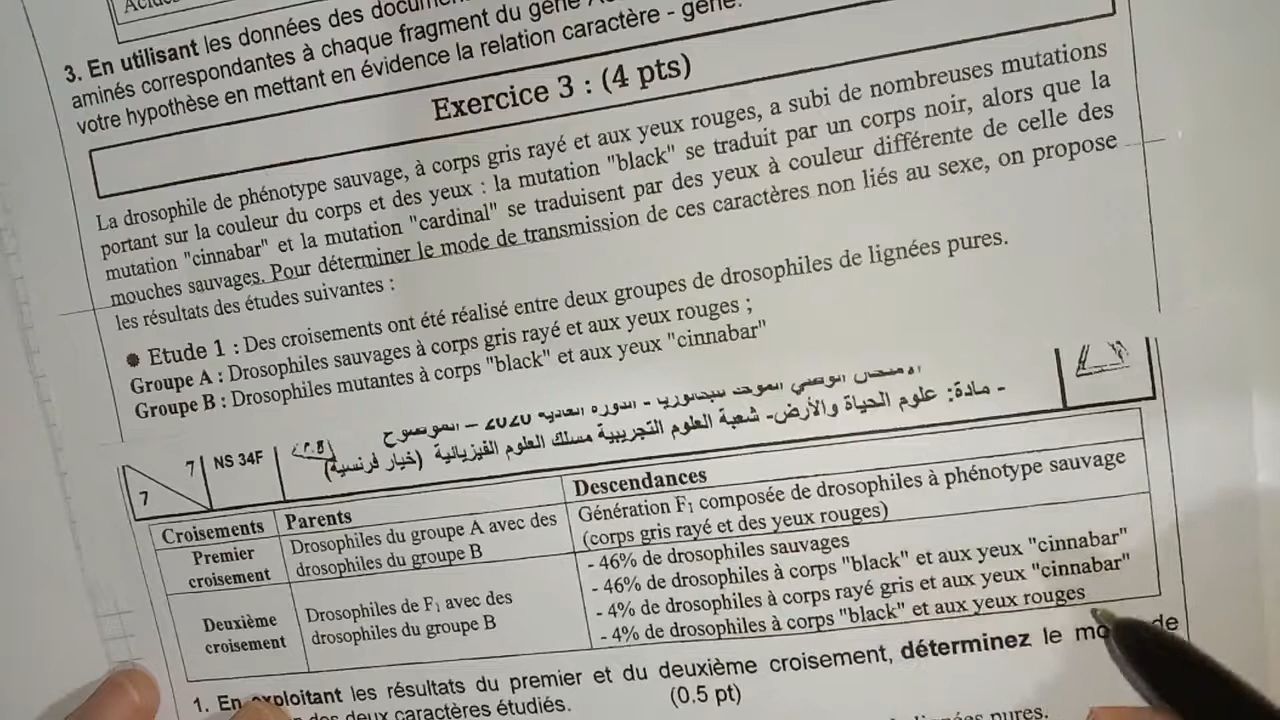 Acides
3. En utilisant les données des
aminés correspondantes à chaque fragment du gène
votre hypothèse en mettant en évidence la relation caractère - gène.
Exercice 3 : (4 pts)
La drosophile de phénotype sauvage, à corps gris rayé et aux yeux rouges, a subi de nombreuses mutations
portant sur la couleur du corps et des yeux : la mutation "black" se traduit par un corps noir, alors que la
mutation "cinnabar" et la mutation "cardinal" se traduisent par des yeux à couleur différente de celle des
mouches sauvages. Pour déterminer le mode de transmission de ces caractères non liés au sexe, on propose
les résultats des études suivantes :
Etude 1 : Des croisements ont été réalisé entre deux groupes de drosophiles de lignées pures.
Groupe A : Drosophiles sauvages à corps gris rayé et aux yeux rouges ;
Groupe B : Drosophiles mutantes à corps "black" et aux yeux "cinnabar"
7 7 NS 34F
- مادة: علوم الحياة والأرض- شعبة العلوم التجريبية مسلك العلوم الفيزيائية (خيار فرنسية)
Croisements Parents Descendances
Premier croisement
Drosophiles du groupe A avec des
drosophiles du groupe B
Génération F₁ composée de drosophiles à phénotype sauvage
(corps gris rayé et des yeux rouges)
Deuxième croisement
Drosophiles de F₁ avec des
drosophiles du groupe B
- 46% de drosophiles sauvages
- 46% de drosophiles à corps "black" et aux yeux "cinnabar"
- 4% de drosophiles à corps rayé gris et aux yeux "cinnabar"
- 4% de drosophiles à corps "black" et aux yeux rouges
1. En exploitant les résultats du premier et du deuxième croisement, déterminez le de
des deux caractères étudiés. (0.5 pt)
lignées pures.